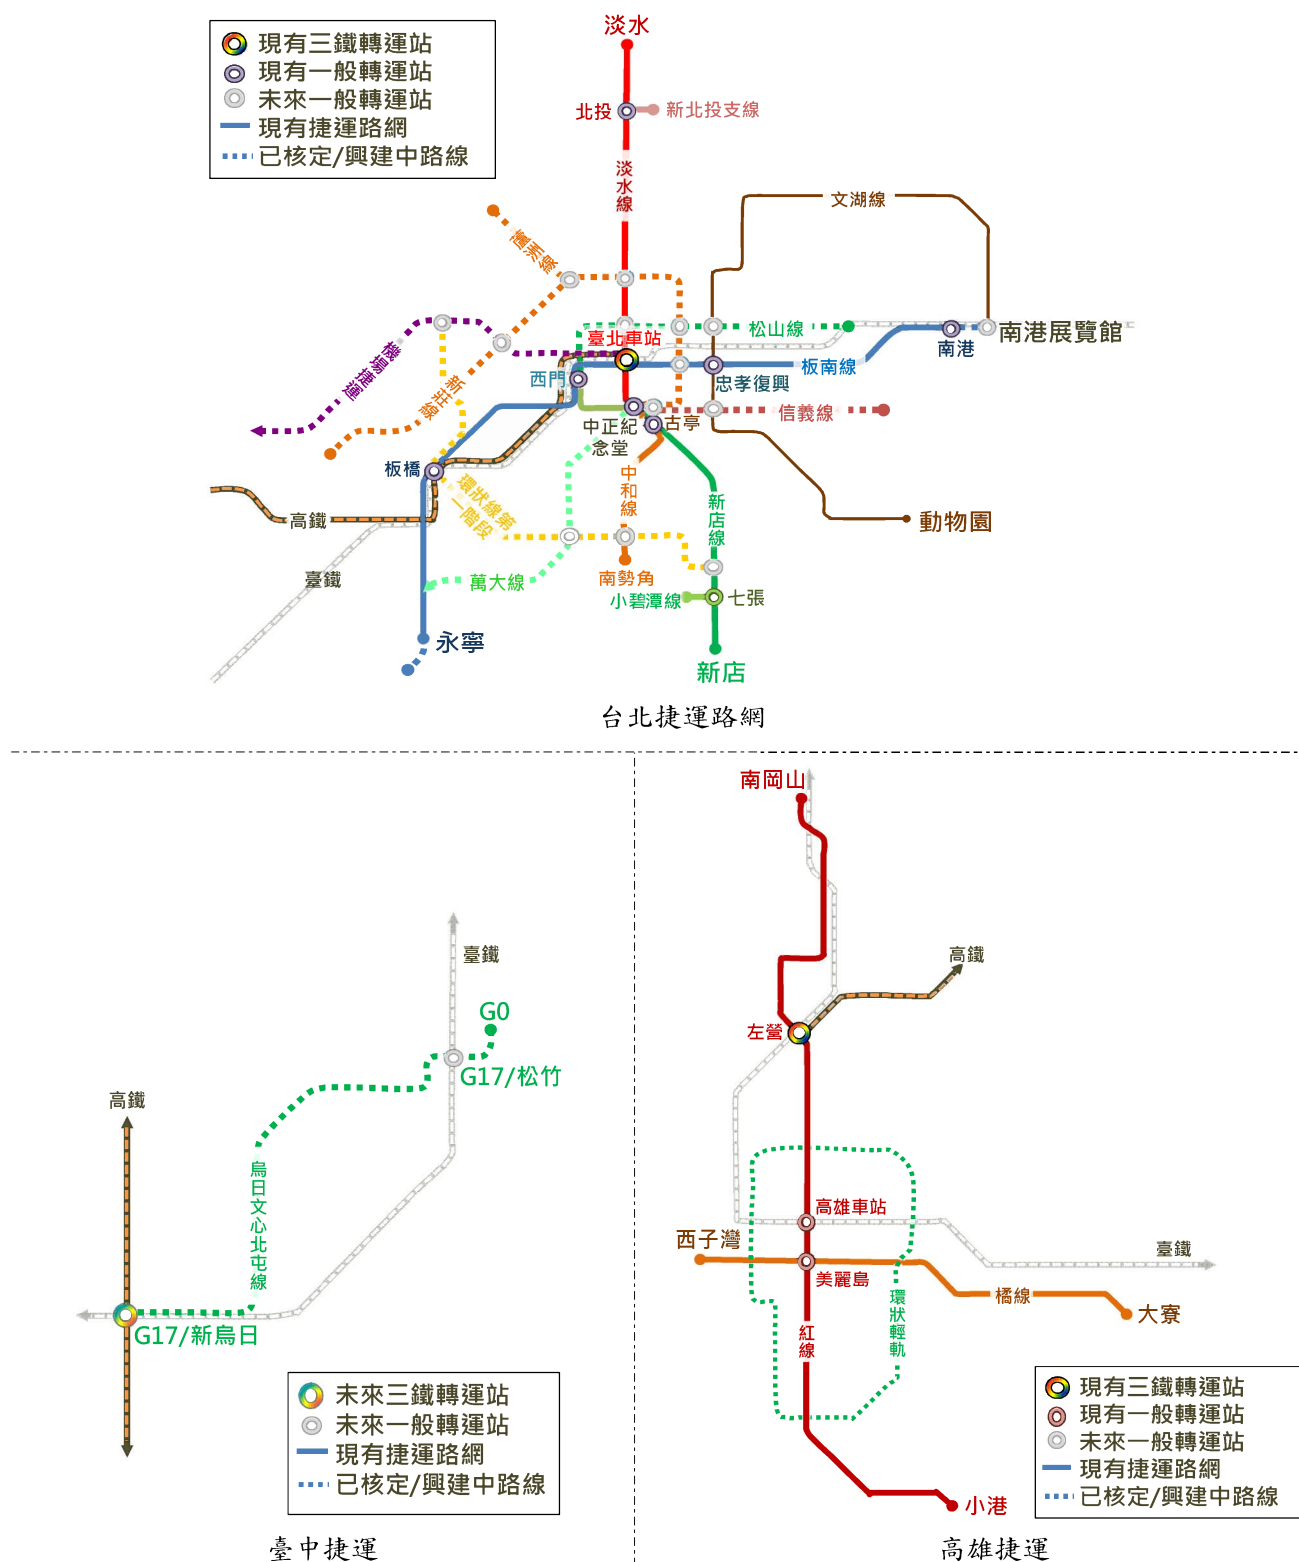 現有三鐵轉運站
現有一般轉運站
未來一般轉運站
現有捷運路網
已核定/興建中路線
淡水
北投
新北投支線
淡水線
文湖線
蘆洲線
機場捷運
新莊線
臺北車站
松山線
南港
南港展覽館
西門
板南線
忠孝復興
信義線
中正紀
念堂
古亭
板橋
環狀線第
一階段
中和線
新店線
高鐵
動物園
臺鐵
萬大線
南勢角
小碧潭線
七張
永寧
新店
台北捷運路網
臺鐵
G0
G17/松竹
高鐵
烏日文心北屯線
G17/新烏日
未來三鐵轉運站
未來一般轉運站
現有捷運路網
已核定/興建中路線
臺中捷運
南岡山
高鐵
左營
高雄車站
西子灣
美麗島
臺鐵
環狀輕軌
橘線
大寮
紅線
小港
現有三鐵轉運站
現有一般轉運站
未來一般轉運站
現有捷運路網
已核定/興建中路線
高雄捷運